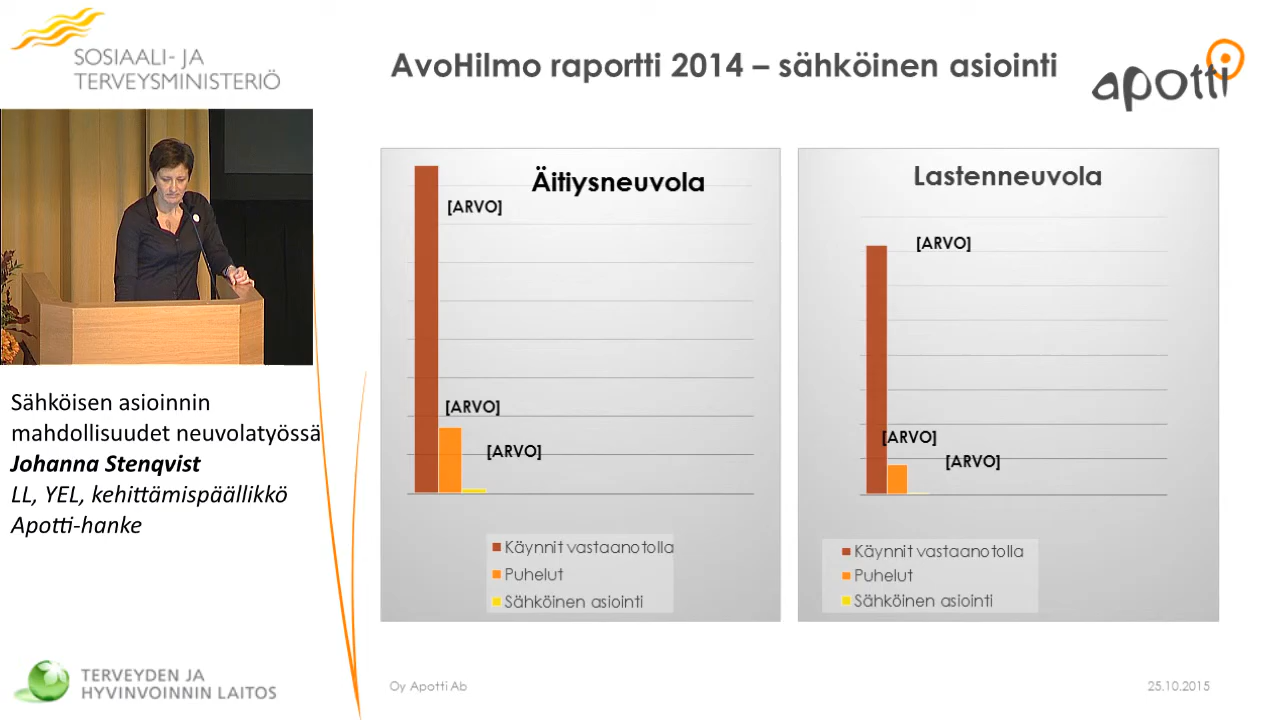 SOSIAALI- JA
TERVEYSMINISTERIÖ
AvoHilmo raportti 2014 – sähköinen asiointi
apotti
Äitiysneuvola
[ARVO]
[ARVO]
[ARVO]
Käynnit vastaanotolla
Puhelut
Sähköinen asiointi
Lastenneuvola
[ARVO]
[ARVO]
[ARVO]
Käynnit vastaanotolla
Puhelut
Sähköinen asiointi
Sähköisen asioinnin
mahdollisuudet neuvolatyössä
Johanna Stenqvist
LL, YEL, kehittämispäällikkö
Apotti-hanke
TERVEYDEN JA
HYVINVOINNIN LAITOS
Oy Apotti Ab
25.10.2015